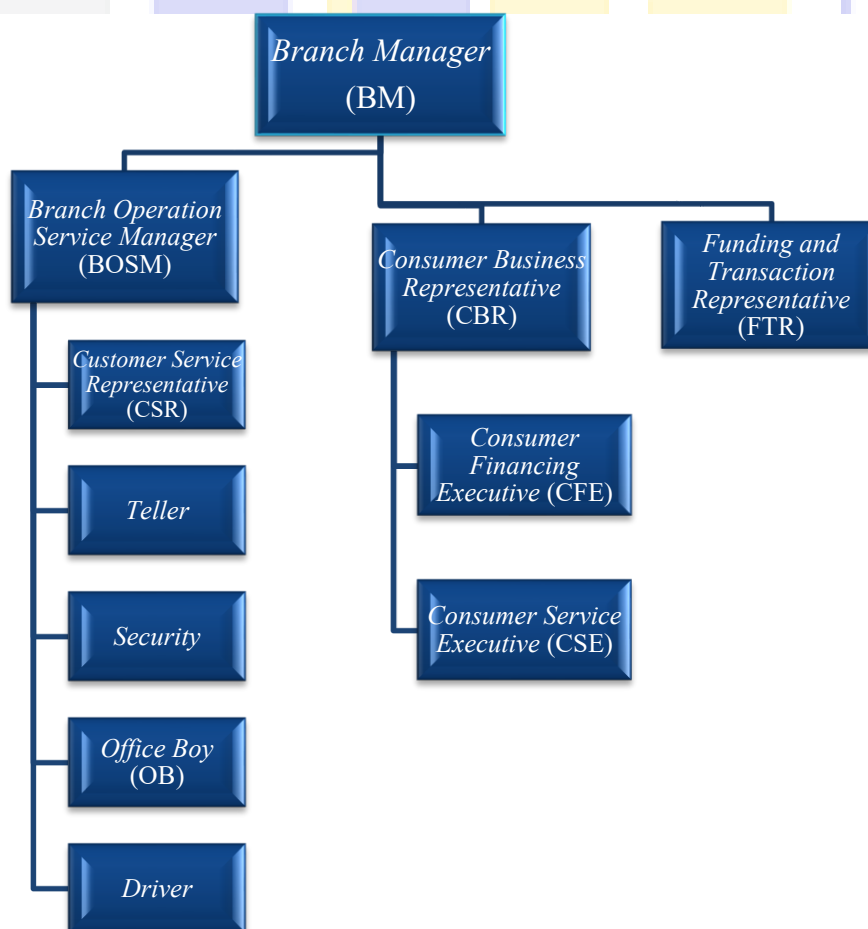 Branch Manager
(BM)
Branch Operation
Service Manager
(BOSM)
Customer Service
Representative
(CSR)
Teller
Security
Office Boy
(OB)
Driver
Consumer Business
Representative
(CBR)
Consumer
Financing
Executive (CFE)
Consumer Service
Executive (CSE)
Funding and
Transaction
Representative
(FTR)